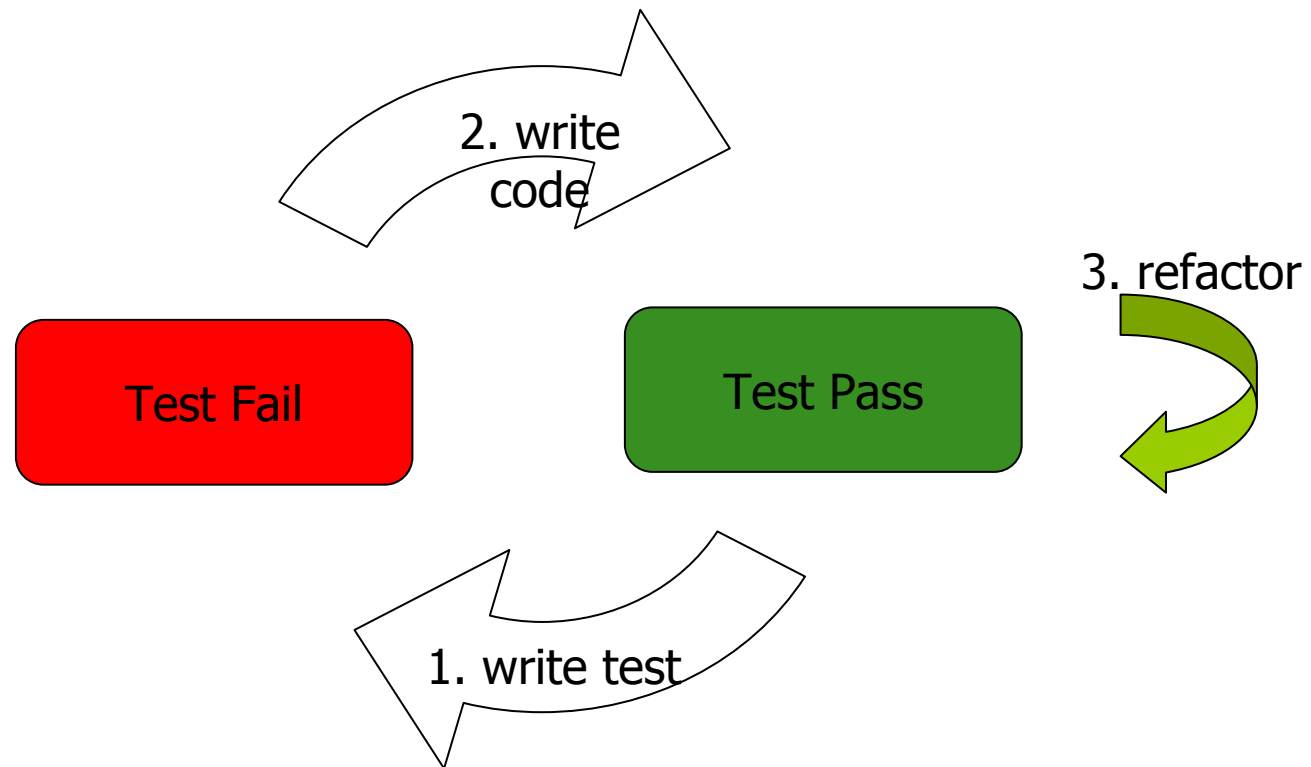 2. write
code
3. refactor
Test Fail
Test Pass
1. write test